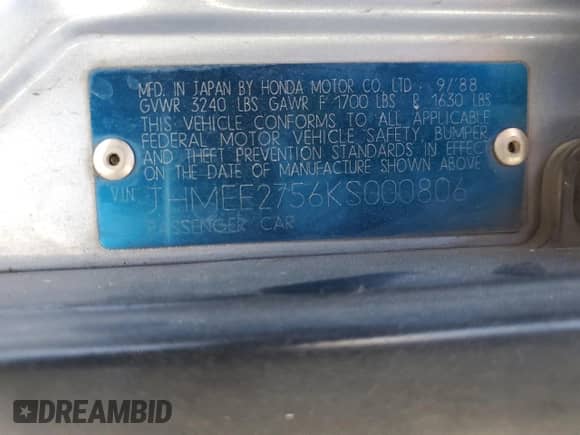 MFD. IN JAPAN BY HONDA MOTOR CO., LTD. 9/'88
GVWR 3240 LBS GAWR F 1700 LBS R 1630 LBS
THIS VEHICLE CONFORMS TO ALL APPLICABLE
FEDERAL MOTOR VEHICLE SAFETY, BUMPER,
AND THEFT PREVENTION STANDARDS IN EFFECT
ON THE DATE OF MANUFACTURE SHOWN ABOVE
VIN: JHMEE2756KS000806
PASSENGER CAR
DREAMBID